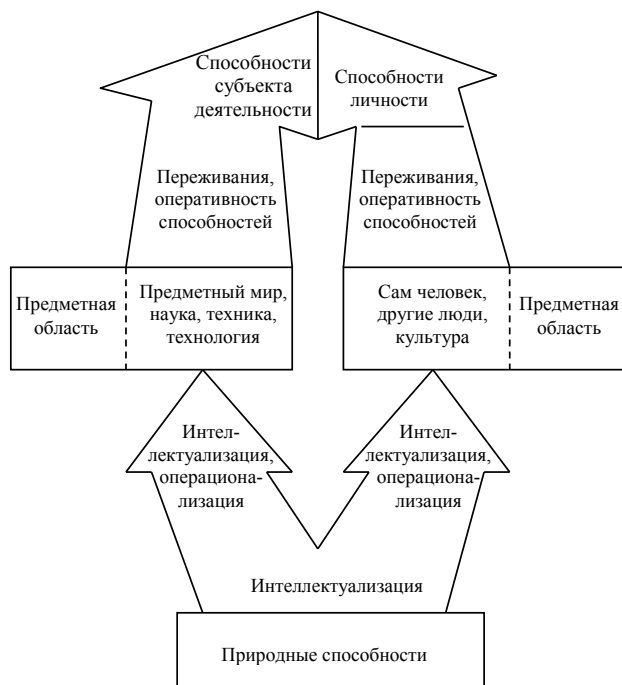 Способности
субъекта
деятельности
Способности
личности
Переживания,
оперативность
способностей
Переживания,
оперативность
способностей
Предметная
область
Предметный мир,
наука, техника,
технология
Сам человек,
другие люди,
культура
Предметная
область
Интел-
лектуализация,
операциона-
лизация
Интел-
лектуализация,
операциона-
лизация
Интеллектуализация
Природные способности